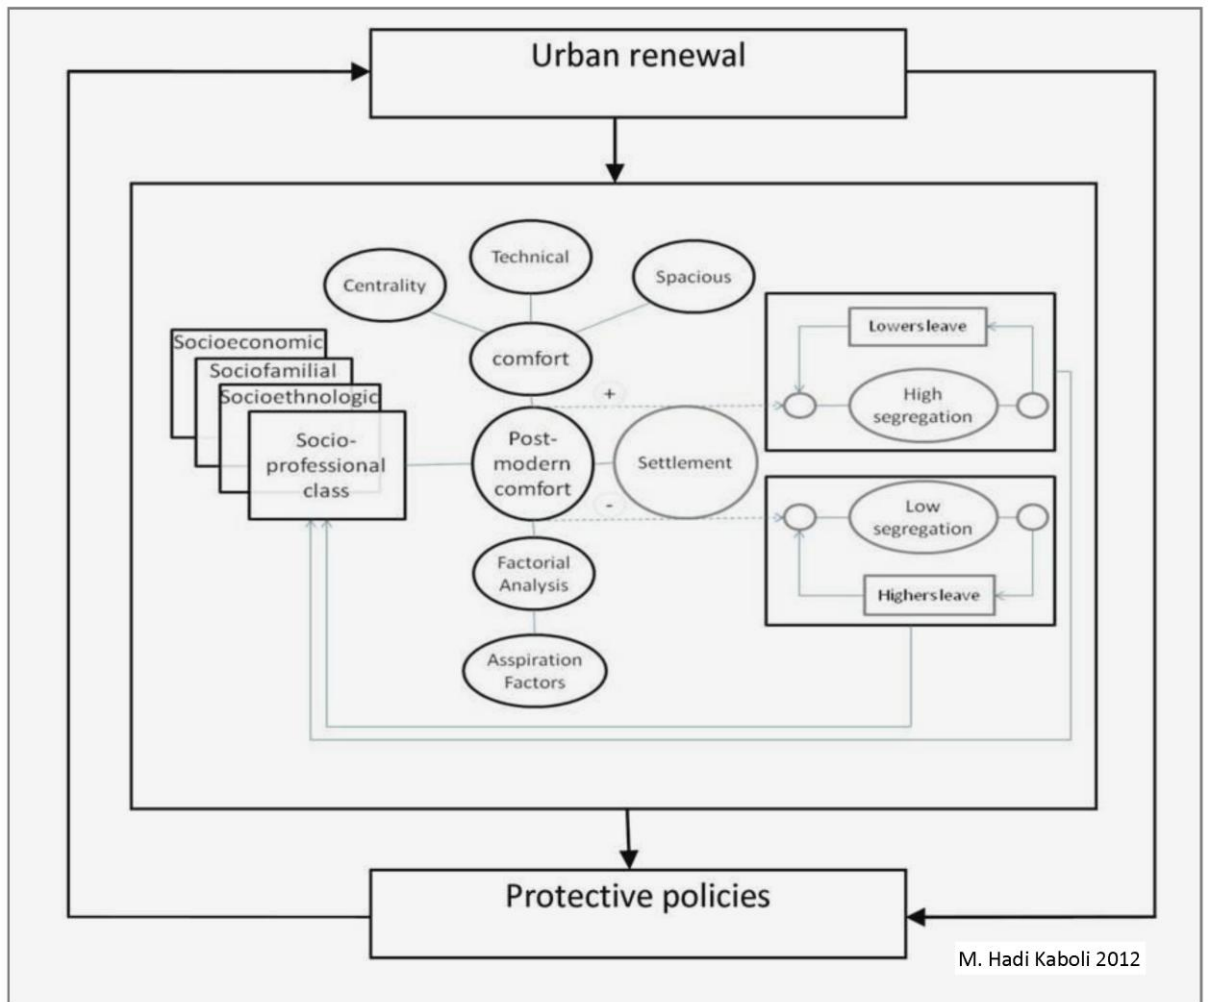 Urban renewal
Technical
Centrality
Spacious
Lowers leave
Socioeconomic
comfort
Sociofamilial
Socioethnologic
+
High
segregation
Socio-
professional
class
Post-
modern
comfort
Settlement
-
Low
segregation
Factorial
Analysis
Highers leave
Asspiration
Factors
Protective policies
M. Hadi Kaboli 2012